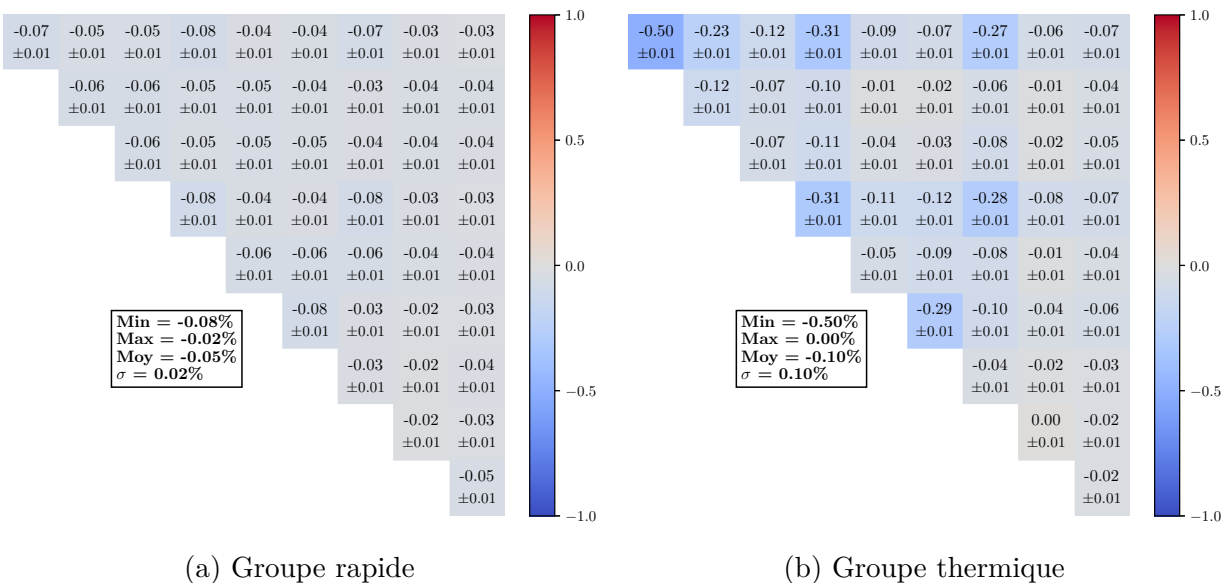 -0.07 -0.05 -0.05 -0.08 -0.04 -0.04 -0.07 -0.03 -0.03
±0.01 ±0.01 ±0.01 ±0.01 ±0.01 ±0.01 ±0.01 ±0.01 ±0.01
-0.06 -0.06 -0.05 -0.05 -0.04 -0.03 -0.04 -0.04
±0.01 ±0.01 ±0.01 ±0.01 ±0.01 ±0.01 ±0.01 ±0.01
-0.06 -0.05 -0.05 -0.05 -0.04 -0.04 -0.04
±0.01 ±0.01 ±0.01 ±0.01 ±0.01 ±0.01 ±0.01
-0.08 -0.04 -0.04 -0.08 -0.03 -0.03
±0.01 ±0.01 ±0.01 ±0.01 ±0.01 ±0.01
-0.06 -0.06 -0.06 -0.04 -0.04
±0.01 ±0.01 ±0.01 ±0.01 ±0.01
-0.08 -0.03 -0.02 -0.03
±0.01 ±0.01 ±0.01 ±0.01
-0.03 -0.02 -0.04
±0.01 ±0.01 ±0.01
-0.02 -0.03
±0.01 ±0.01
-0.05
±0.01
Min = -0.08%
Max = -0.02%
Moy = -0.05%
σ = 0.02%
1.0
0.5
0.0
−0.5
−1.0
(a) Groupe rapide
-0.50 -0.23 -0.12 -0.31 -0.09 -0.07 -0.27 -0.06 -0.07
±0.01 ±0.01 ±0.01 ±0.01 ±0.01 ±0.01 ±0.01 ±0.01 ±0.01
-0.12 -0.07 -0.10 -0.01 -0.02 -0.06 -0.01 -0.04
±0.01 ±0.01 ±0.01 ±0.01 ±0.01 ±0.01 ±0.01 ±0.01
-0.07 -0.11 -0.04 -0.03 -0.08 -0.02 -0.05
±0.01 ±0.01 ±0.01 ±0.01 ±0.01 ±0.01 ±0.01
-0.31 -0.11 -0.12 -0.28 -0.08 -0.07
±0.01 ±0.01 ±0.01 ±0.01 ±0.01 ±0.01
-0.05 -0.09 -0.08 -0.01 -0.04
±0.01 ±0.01 ±0.01 ±0.01 ±0.01
-0.29 -0.10 -0.04 -0.06
±0.01 ±0.01 ±0.01 ±0.01
-0.04 -0.02 -0.03
±0.01 ±0.01 ±0.01
0.00 -0.02
±0.01 ±0.01
-0.02
±0.01
Min = -0.50%
Max = 0.00%
Moy = -0.10%
σ = 0.10%
1.0
0.5
0.0
−0.5
−1.0
(b) Groupe thermique